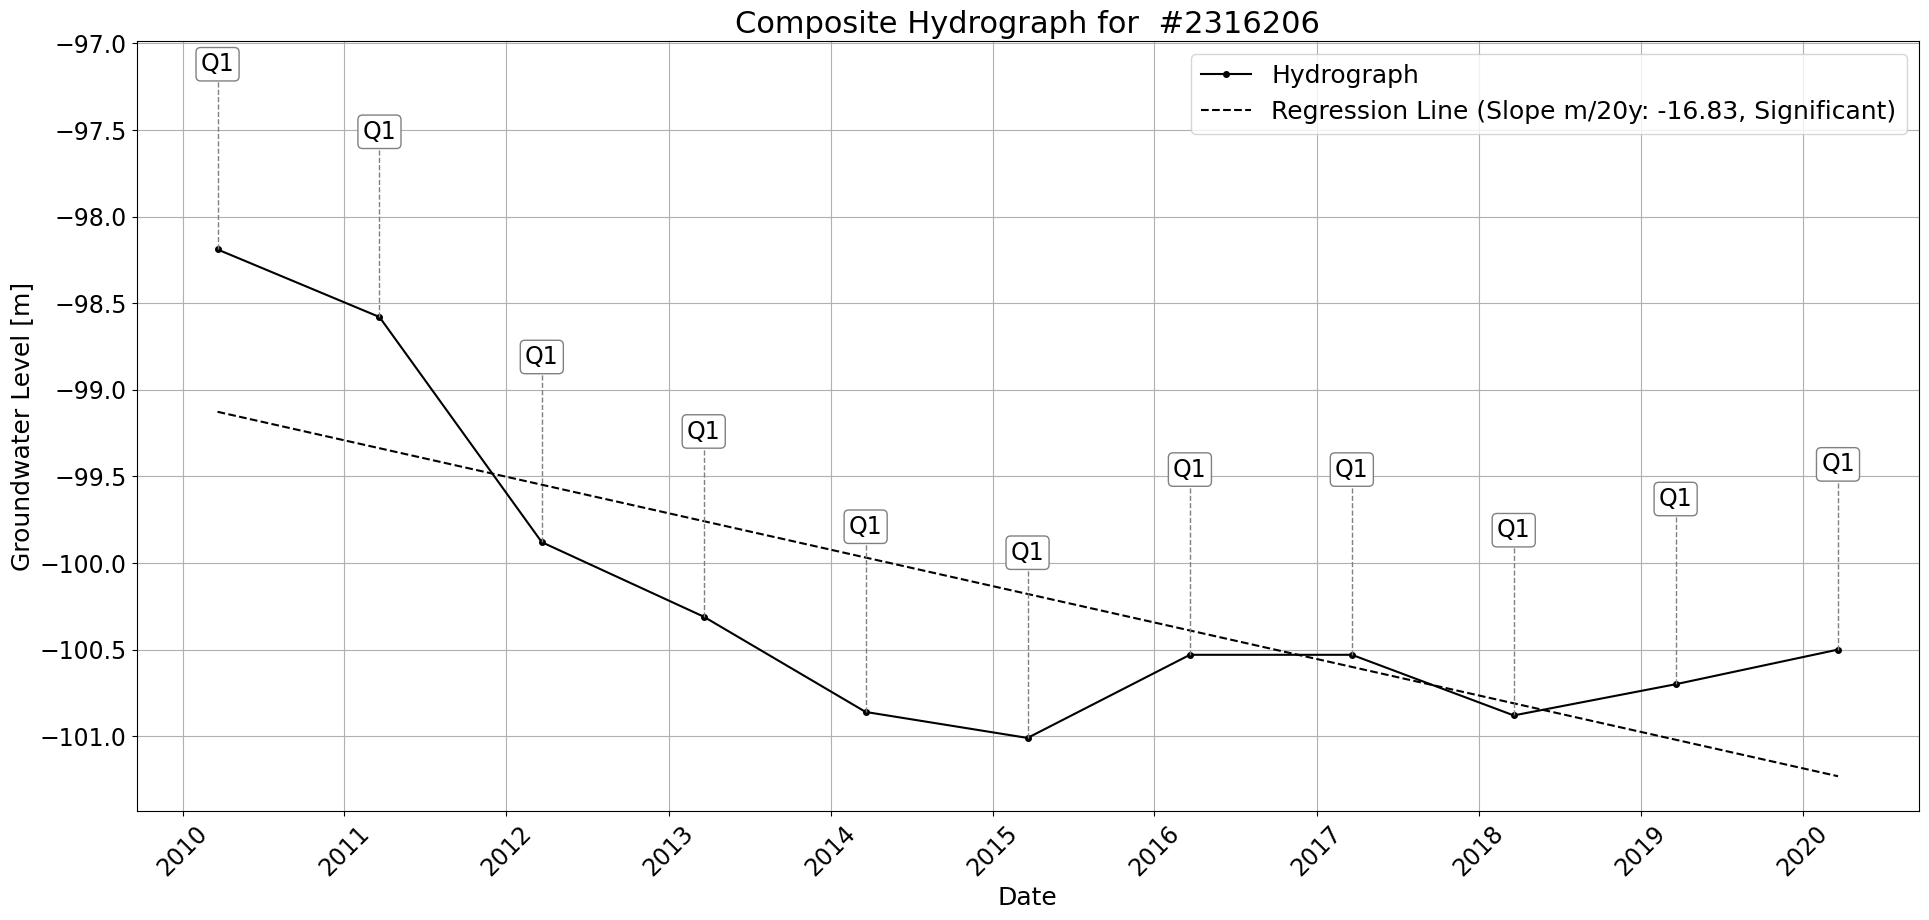 Composite Hydrograph for  #2316206
Hydrograph
Regression Line (Slope m/20y: -16.83, Significant)
Q1
Q1
Q1
Q1
Q1
Q1
Q1
Q1
Q1
Q1
Q1
−97.0
−97.5
−98.0
−98.5
−99.0
−99.5
−100.0
−100.5
−101.0
Groundwater Level [m]
2010
2011
2012
2013
2014
2015
2016
2017
2018
2019
2020
Date